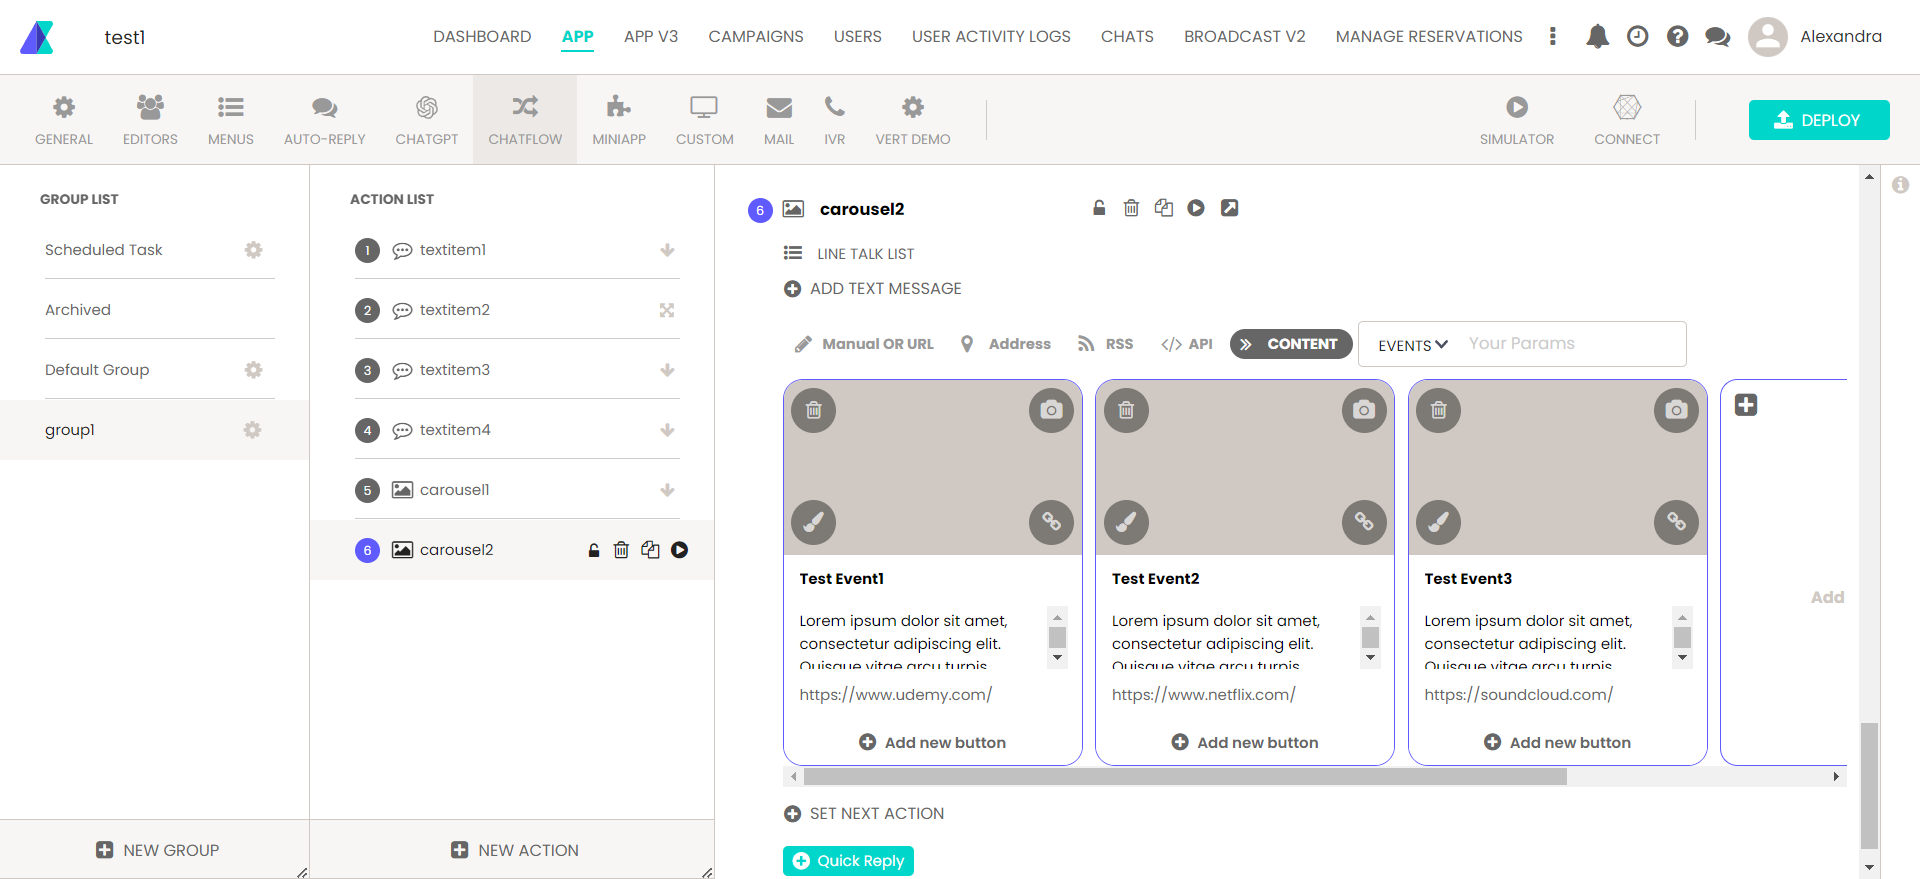 test1
DASHBOARD
APP
APP V3
CAMPAIGNS
USERS
USER ACTIVITY LOGS
CHATS
BROADCAST V2
MANAGE RESERVATIONS
Alexandra
GENERAL
EDITORS
MENUS
AUTO-REPLY
CHATGPT
CHATFLOW
MINIAPP
CUSTOM
MAIL
IVR
VERT DEMO
SIMULATOR
CONNECT
DEPLOY
GROUP LIST
Scheduled Task
Archived
Default Group
group1
NEW GROUP
ACTION LIST
1 textitem1
2 textitem2
3 textitem3
4 textitem4
5 carousel1
6 carousel2
NEW ACTION
6 carousel2
LINE TALK LIST
ADD TEXT MESSAGE
Manual OR URL
Address
RSS
</> API
CONTENT
EVENTS
Your Params
Test Event1
Lorem ipsum dolor sit amet,
consectetur adipiscing elit.
Quisque vitae arcu turpis
https://www.udemy.com/
Add new button
Test Event2
Lorem ipsum dolor sit amet,
consectetur adipiscing elit.
Quisque vitae arcu turpis
https://www.netflix.com/
Add new button
Test Event3
Lorem ipsum dolor sit amet,
consectetur adipiscing elit.
Quisque vitae arcu turpis
https://soundcloud.com/
Add new button
Add
SET NEXT ACTION
Quick Reply